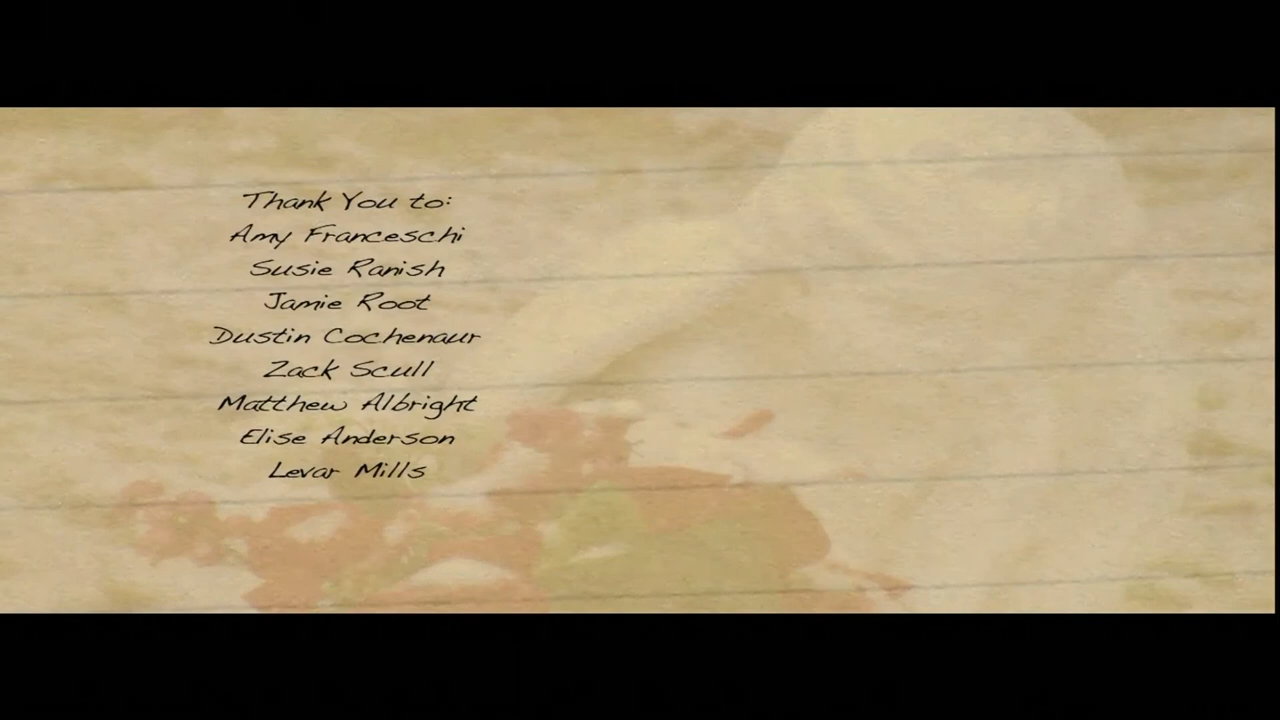 Thank You to:
Amy Franceschi
Susie Ranish
Jamie Root
Dustin Cochenaur
Zack Scull
Matthew Albright
Elise Anderson
Levar Mills